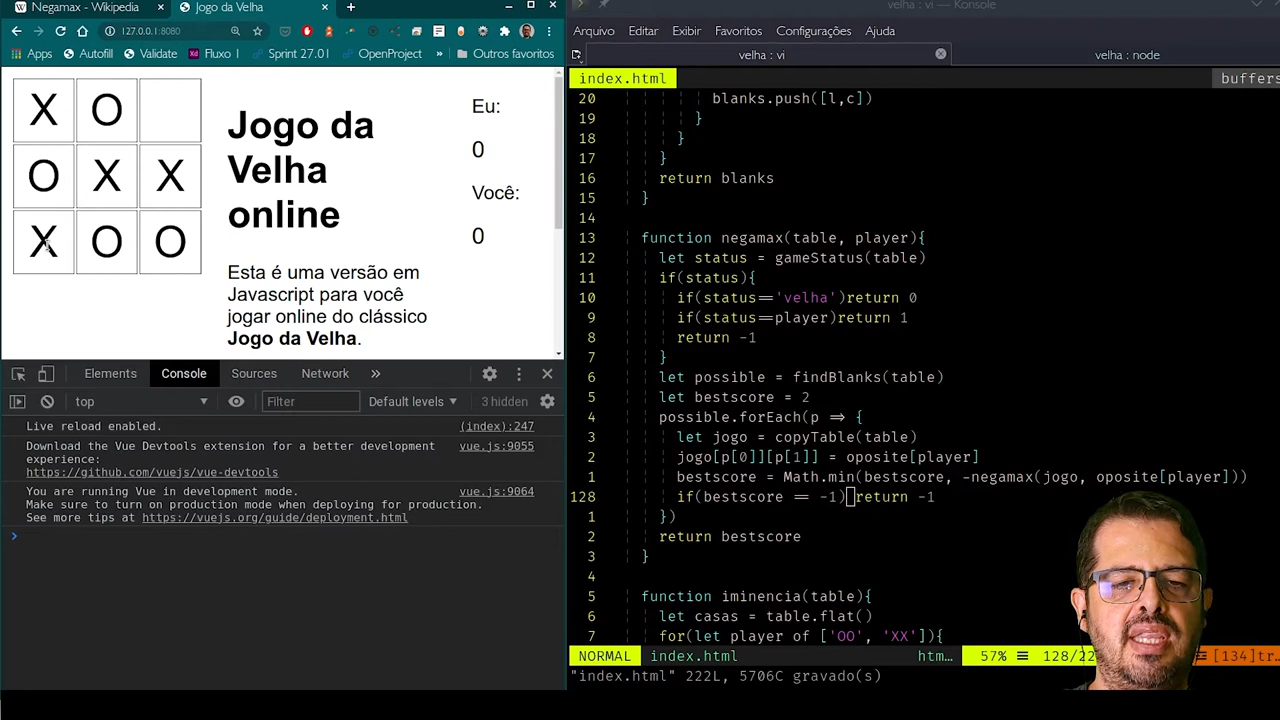 Negamax - Wikipedia
Jogo da Velha
velha : vi — Konsole
127.0.0.1:8080
Apps
Autofill
Validate
Xd Fluxo 1
Sprint 27.01
OpenProject
»
Outros favoritos
X O
O X X
X O O
Jogo da
Velha
online
Esta é uma versão em
Javascript para você
jogar online do clássico
Jogo da Velha.
Eu:
0
Você:
0
Elements
Console
Sources
Network
»
top
Filter
Default levels
3 hidden
Live reload enabled. (index):247
Download the Vue Devtools extension for a better development vue.js:9055
experience:
https://github.com/vuejs/vue-devtools
You are running Vue in development mode. vue.js:9064
Make sure to turn on production mode when deploying for production.
See more tips at https://vuejs.org/guide/deployment.html
Arquivo Editar Exibir Favoritos Configurações Ajuda
velha : vi
velha : node
index.html
buffers
20 blanks.push([l,c])
19 }
18 }
17 }
16 return blanks
15 }
14
13 function negamax(table, player){
12 let status = gameStatus(table)
11 if(status){
10 if(status=='velha')return 0
9 if(status==player)return 1
8 return -1
7 }
6 let possible = findBlanks(table)
5 let bestscore = 2
4 possible.forEach(p => {
3 let jogo = copyTable(table)
2 jogo[p[0]][p[1]] = oposite[player]
1 bestscore = Math.min(bestscore, -negamax(jogo, oposite[player]))
128 if(bestscore == -1) return -1
1 })
2 return bestscore
3 }
4
5 function iminencia(table){
6 let casas = table.flat()
7 for(let player of ['OO', 'XX']){
NORMAL index.html htm… 57% ☰ 128/22 [134]tr…
"index.html" 222L, 5706C gravado(s)